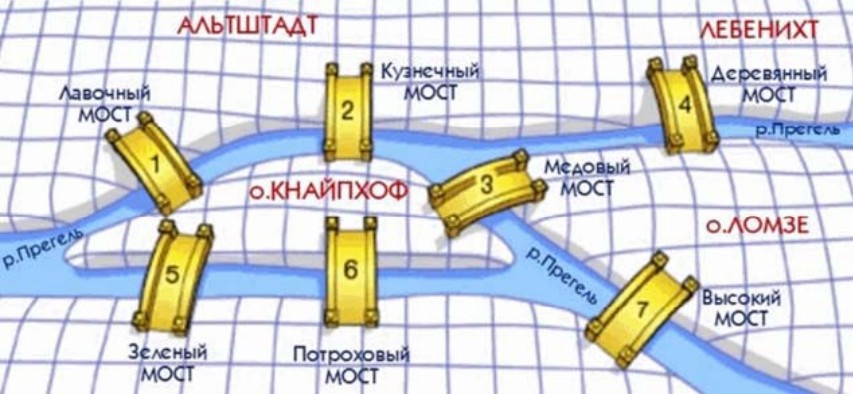 АЛЬТШТАДТ
ЛЕБЕНИХТ
Кузнечный
МОСТ
Деревянный
МОСТ
Лавочный
МОСТ
2
4
р.Прегель
1
о.КНАЙПХОФ
3
Медовый
МОСТ
о.ЛОМЗЕ
р.Прегель
5
6
р.Прегель
7
Высокий
МОСТ
Зеленый
МОСТ
Потроховый
МОСТ